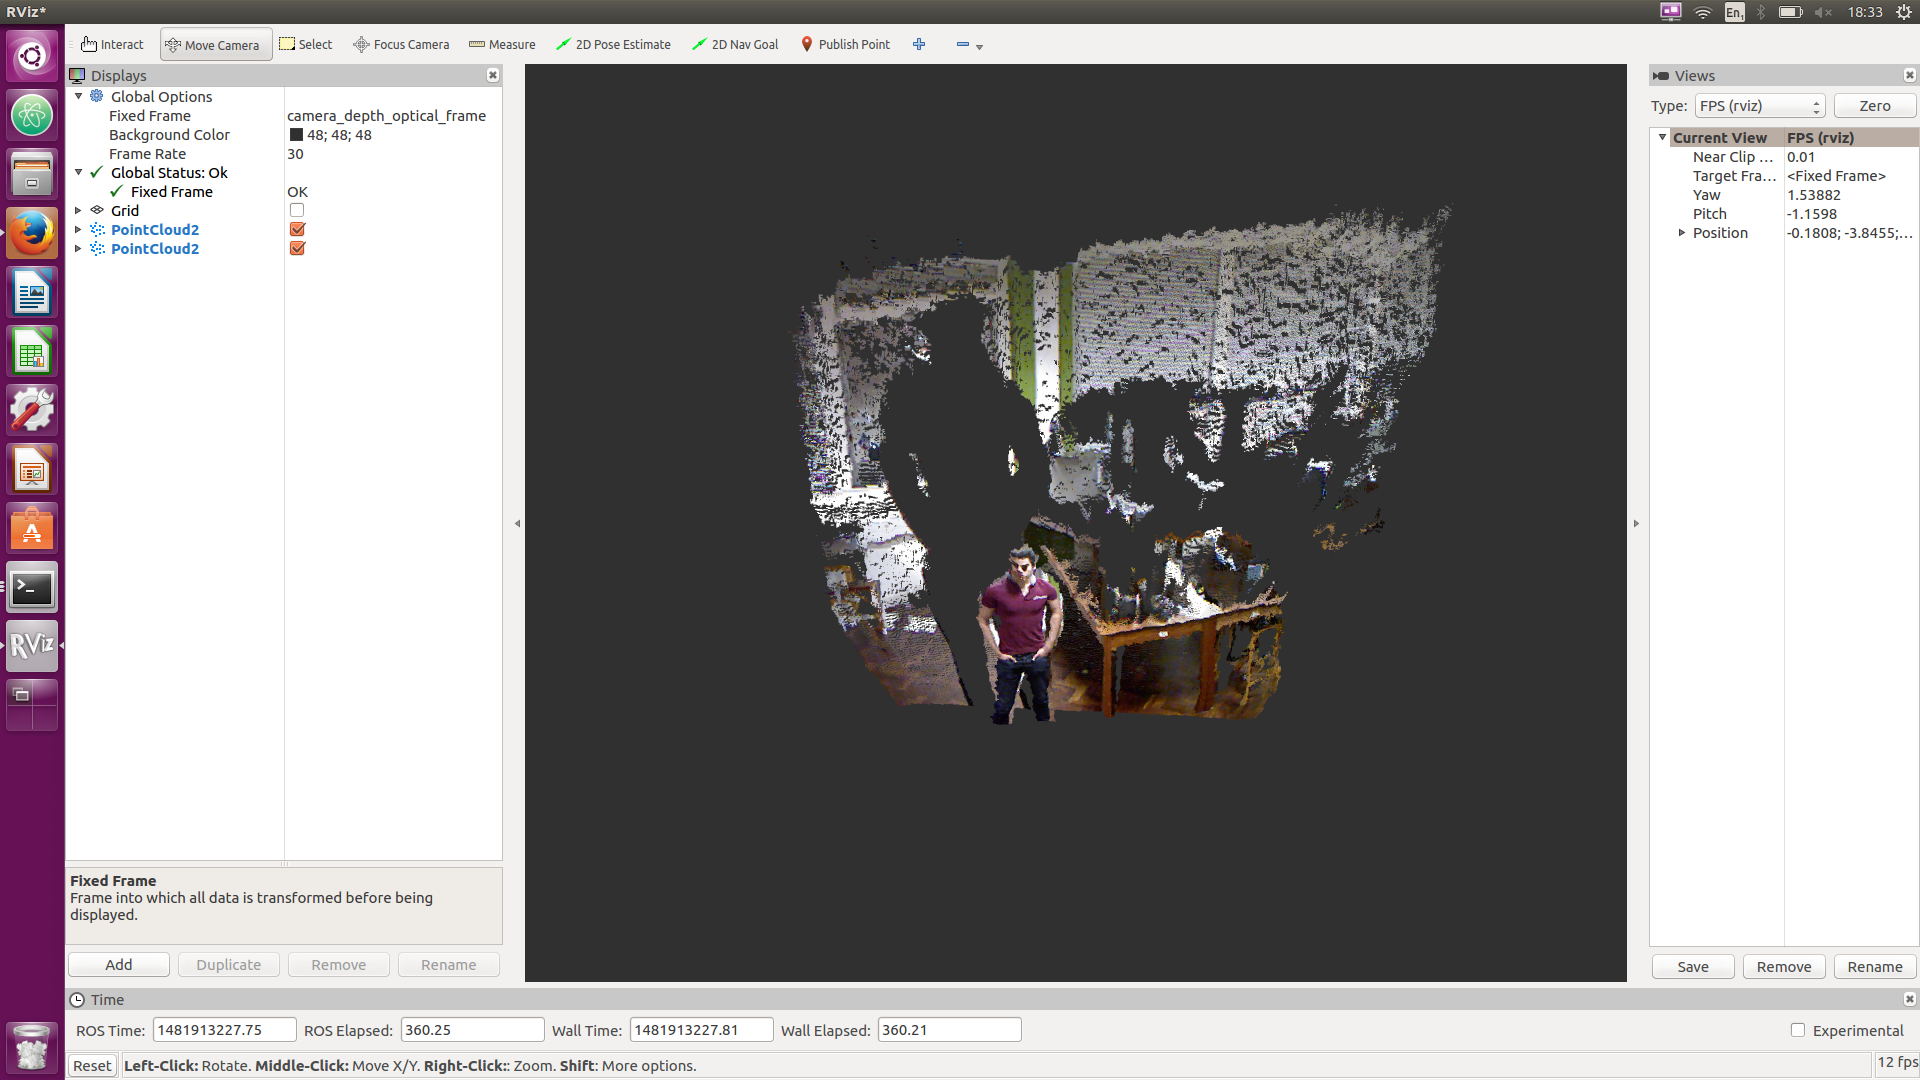 RViz*
En1
18:33
Interact
Move Camera
Select
Focus Camera
Measure
2D Pose Estimate
2D Nav Goal
Publish Point
Displays
Global Options
Fixed Frame camera_depth_optical_frame
Background Color 48; 48; 48
Frame Rate 30
Global Status: Ok
Fixed Frame OK
Grid
PointCloud2
PointCloud2
Fixed Frame
Frame into which all data is transformed before being
displayed.
Add Duplicate Remove Rename
Views
Type: FPS (rviz) Zero
Current View FPS (rviz)
Near Clip ... 0.01
Target Fra... <Fixed Frame>
Yaw 1.53882
Pitch -1.1598
Position -0.1808; -3.8455;...
Save Remove Rename
RViz
Time
ROS Time: 1481913227.75 ROS Elapsed: 360.25 Wall Time: 1481913227.81 Wall Elapsed: 360.21 Experimental
Reset Left-Click: Rotate. Middle-Click: Move X/Y. Right-Click:: Zoom. Shift: More options. 12 fps